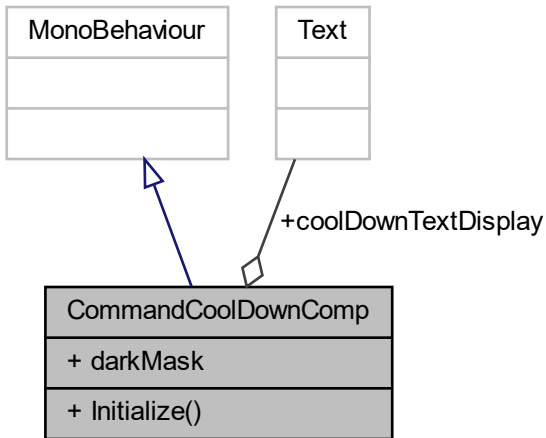 MonoBehaviour
Text
+coolDownTextDisplay
CommandCoolDownComp
+ darkMask
+ Initialize()